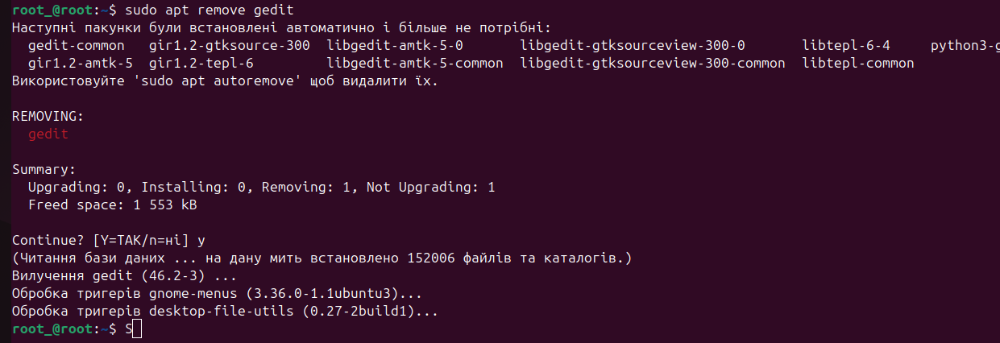 root_@root:~$ sudo apt remove gedit
Наступні пакунки були встановлені автоматично і більше не потрібні:
gedit-common gir1.2-gtksource-300 libgedit-amtk-5-0 libgedit-gtksourceview-300-0 libtepl-6-4
gir1.2-amtk-5 gir1.2-tepl-6 libgedit-amtk-5-common libgedit-gtksourceview-300-common libtepl-common
Використовуйте 'sudo apt autoremove' щоб видалити їх.
REMOVING:
gedit
Summary:
Upgrading: 0, Installing: 0, Removing: 1, Not Upgrading: 1
Freed space: 1 553 kB
Continue? [Y=ТАК/n=ні] y
(Читання бази даних ... на дану мить встановлено 152006 файлів та каталогів.)
Вилучення gedit (46.2-3) ...
Обробка тригерів gnome-menus (3.36.0-1.1ubuntu3)...
Обробка тригерів desktop-file-utils (0.27-2build1)...
root_@root:~$ S